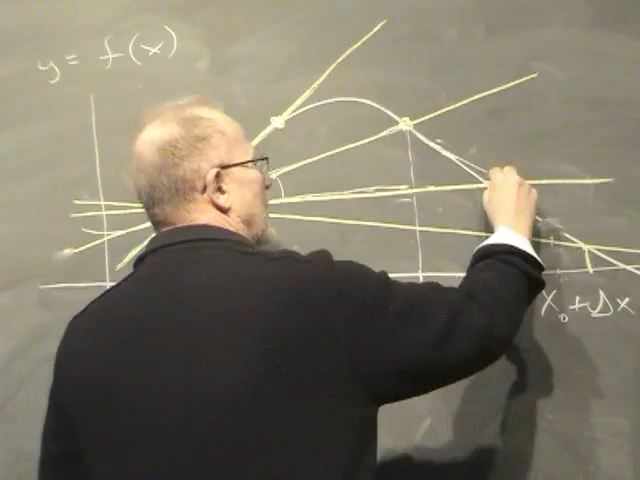 y = f(x)
x₀ + Δx